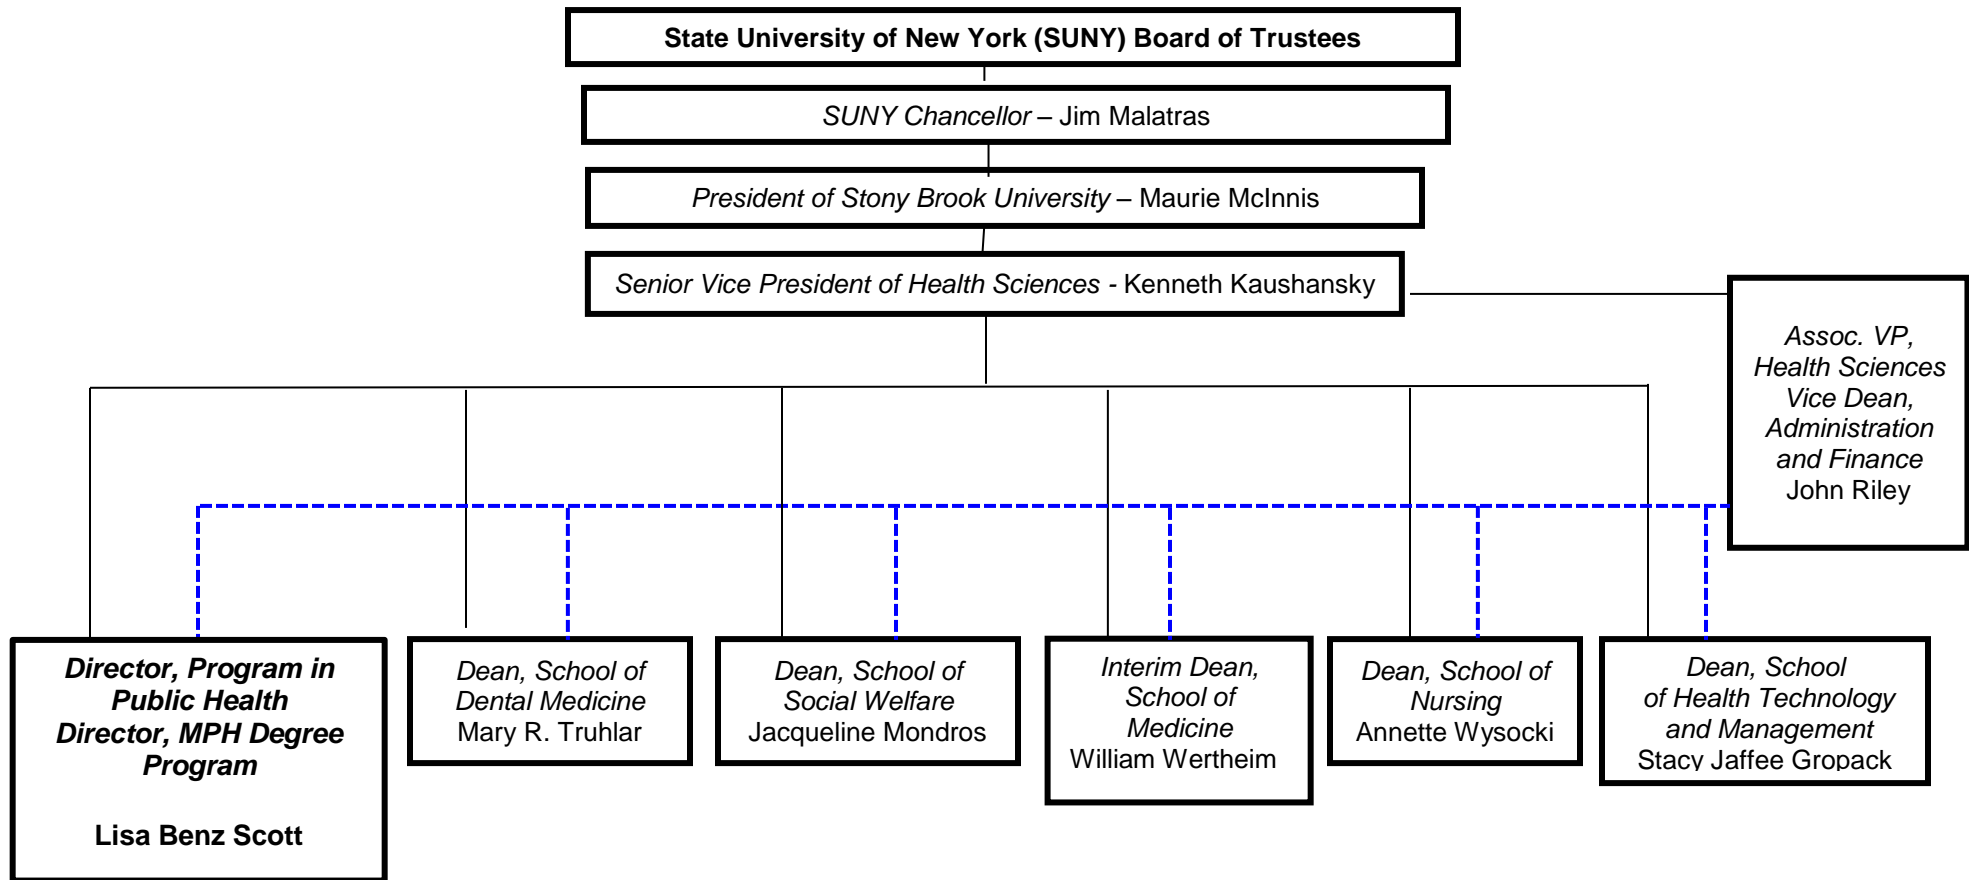 State University of New York (SUNY) Board of Trustees
SUNY Chancellor – Jim Malatras
President of Stony Brook University – Maurie McInnis
Senior Vice President of Health Sciences - Kenneth Kaushansky
Assoc. VP,
Health Sciences
Vice Dean,
Administration
and Finance
John Riley
Director, Program in
Public Health
Director, MPH Degree
Program
Lisa Benz Scott
Dean, School of
Dental Medicine
Mary R. Truhlar
Dean, School of
Social Welfare
Jacqueline Mondros
Interim Dean,
School of
Medicine
William Wertheim
Dean, School of
Nursing
Annette Wysocki
Dean, School
of Health Technology
and Management
Stacy Jaffee Gropack